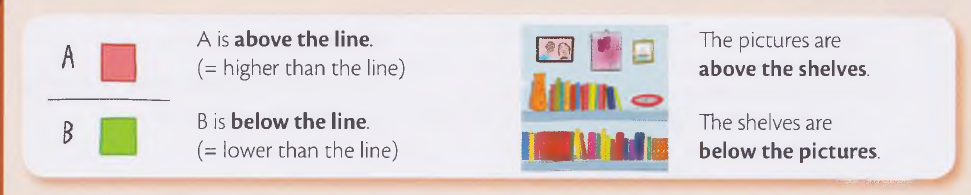 A
A is above the line.
(= higher than the line)
B
B is below the line.
(= lower than the line)
The pictures are
above the shelves.
The shelves are
below the pictures.